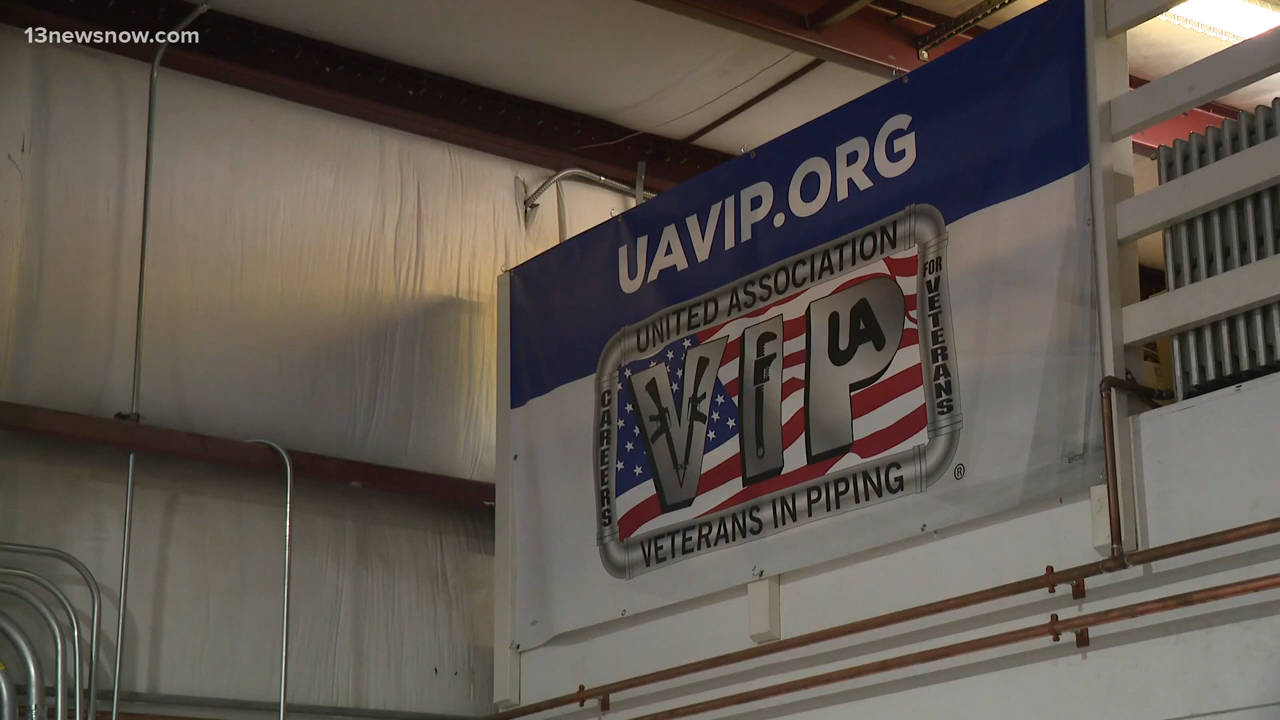 13newsnow.com
UAVIP.ORG
UNITED ASSOCIATION
CAREERS
VIP
UA
FOR VETERANS
VETERANS IN PIPING
®